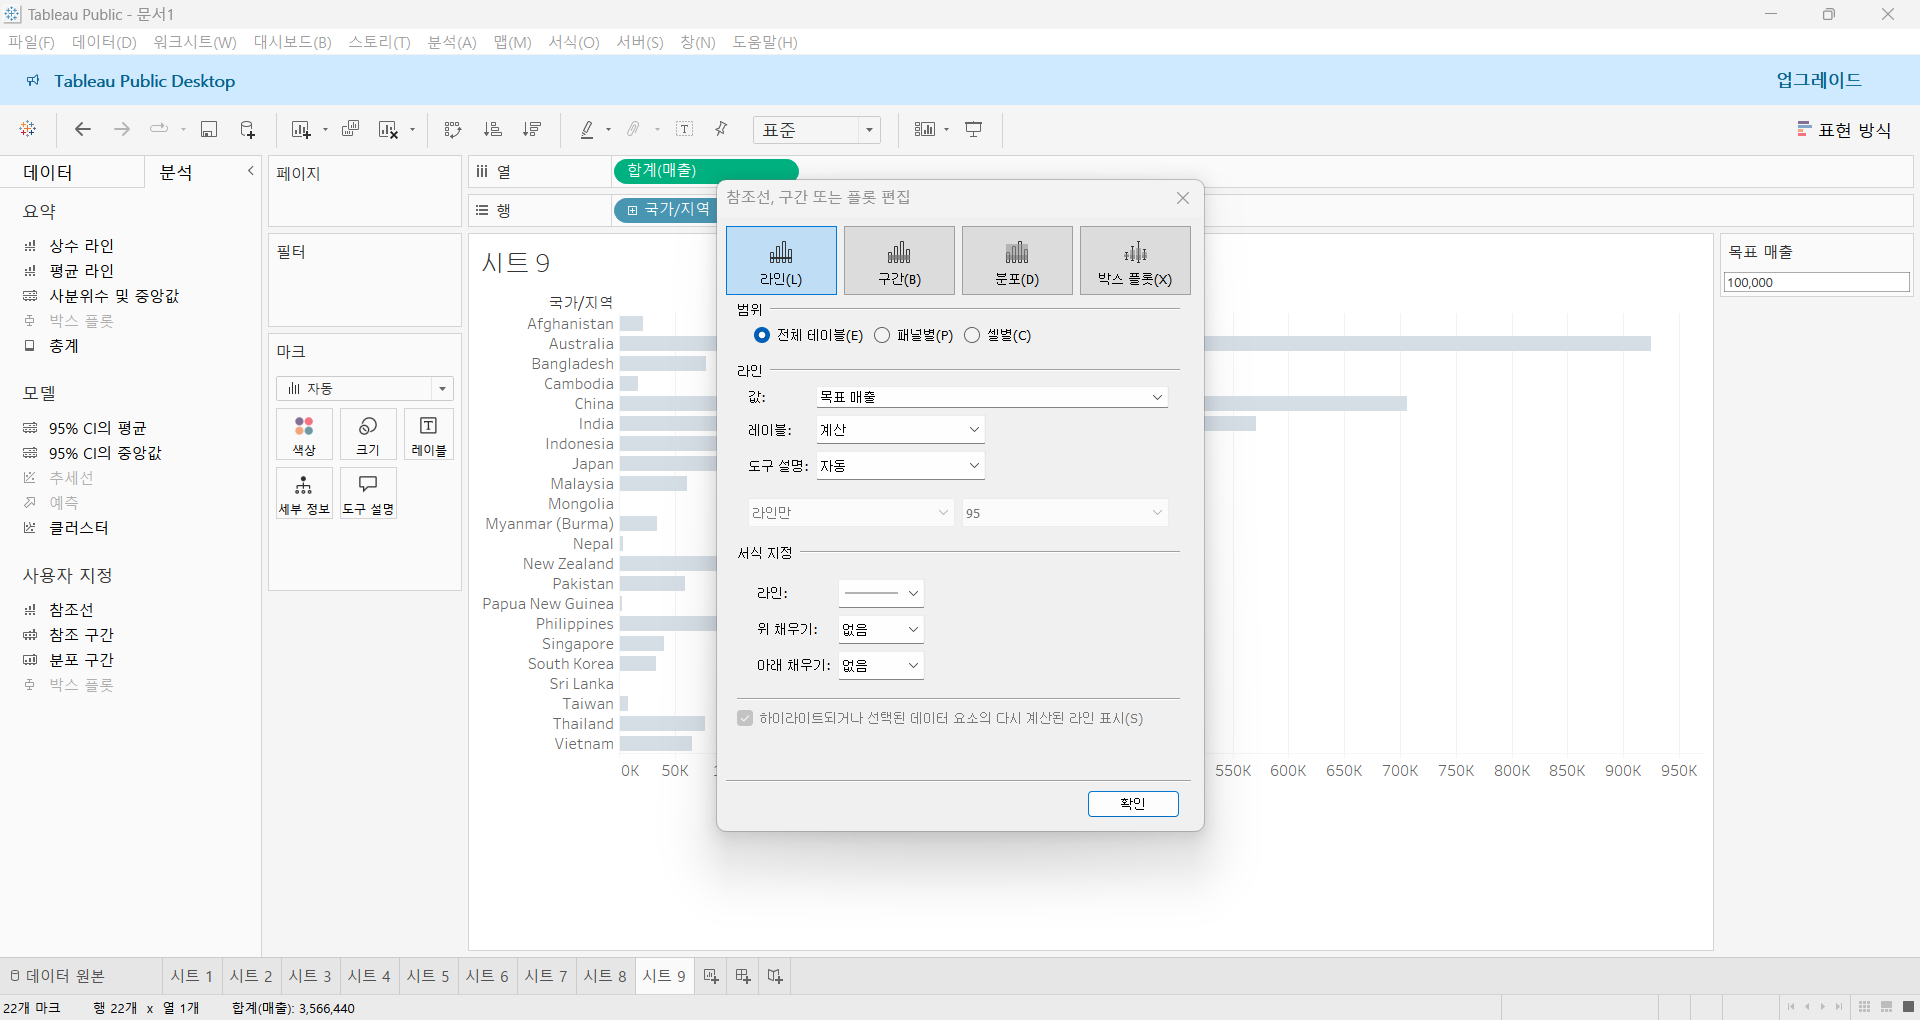 Tableau Public - 문서1
파일(F) 데이터(D) 워크시트(W) 대시보드(B) 스토리(T) 분석(A) 맵(M) 서식(O) 서버(S) 창(N) 도움말(H)
Tableau Public Desktop 업그레이드
표준 표현 방식
데이터 분석
요약
상수 라인
평균 라인
사분위수 및 중앙값
박스 플롯
총계
모델
95% CI의 평균
95% CI의 중앙값
추세선
예측
클러스터
사용자 지정
참조선
참조 구간
분포 구간
박스 플롯
페이지
필터
마크
자동
색상 크기 레이블
세부 정보 도구 설명
열 합계(매출)
행 국가/지역
시트 9
국가/지역
Afghanistan
Australia
Bangladesh
Cambodia
China
India
Indonesia
Japan
Malaysia
Mongolia
Myanmar (Burma)
Nepal
New Zealand
Pakistan
Papua New Guinea
Philippines
Singapore
South Korea
Sri Lanka
Taiwan
Thailand
Vietnam
0K 50K 1 550K 600K 650K 700K 750K 800K 850K 900K 950K
참조선, 구간 또는 플롯 편집
라인(L) 구간(B) 분포(D) 박스 플롯(X)
범위
전체 테이블(E) 패널별(P) 셀별(C)
라인
값: 목표 매출
레이블: 계산
도구 설명: 자동
라인만 95
서식 지정
라인:
위 채우기: 없음
아래 채우기: 없음
하이라이트되거나 선택된 데이터 요소의 다시 계산된 라인 표시(S)
확인
목표 매출
100,000
데이터 원본 시트 1 시트 2 시트 3 시트 4 시트 5 시트 6 시트 7 시트 8 시트 9
22개 마크 행 22개 x 열 1개 합계(매출): 3,566,440